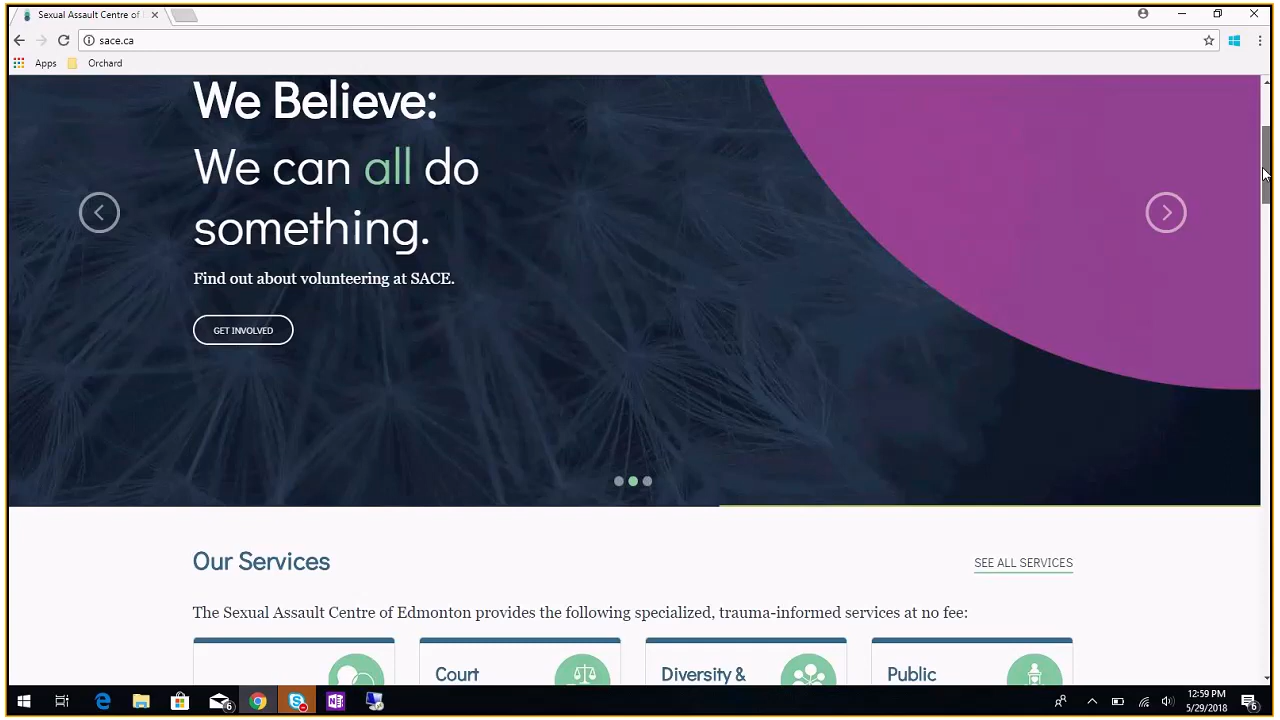 Sexual Assault Centre of
sace.ca
Apps
Orchard
We Believe:
We can all do
something.
Find out about volunteering at SACE.
GET INVOLVED
Our Services
SEE ALL SERVICES
The Sexual Assault Centre of Edmonton provides the following specialized, trauma-informed services at no fee:
Court
Diversity &
Public
6
12:59 PM
5/29/2018
6